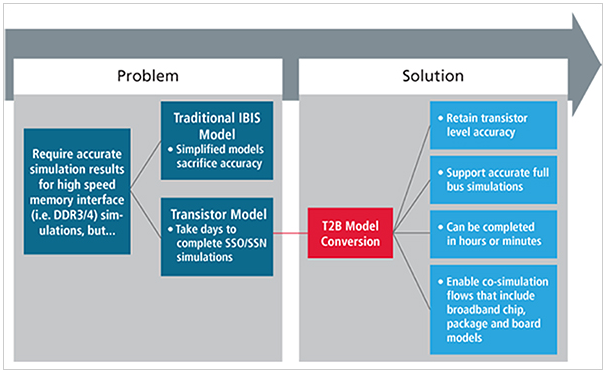 Problem
Require accurate
simulation results
for high speed
memory interface
(i.e. DDR3/4) sim-
ulations, but...
Traditional IBIS
Model
• Simplified models
sacrifice accuracy
Transistor Model
• Take days to
complete SSO/SSN
simulations
Solution
T2B Model
Conversion
• Retain transistor
level accuracy
• Support accurate full
bus simulations
• Can be completed
in hours or minutes
• Enable co-simulation
flows that include
broadband chip,
package and board
models